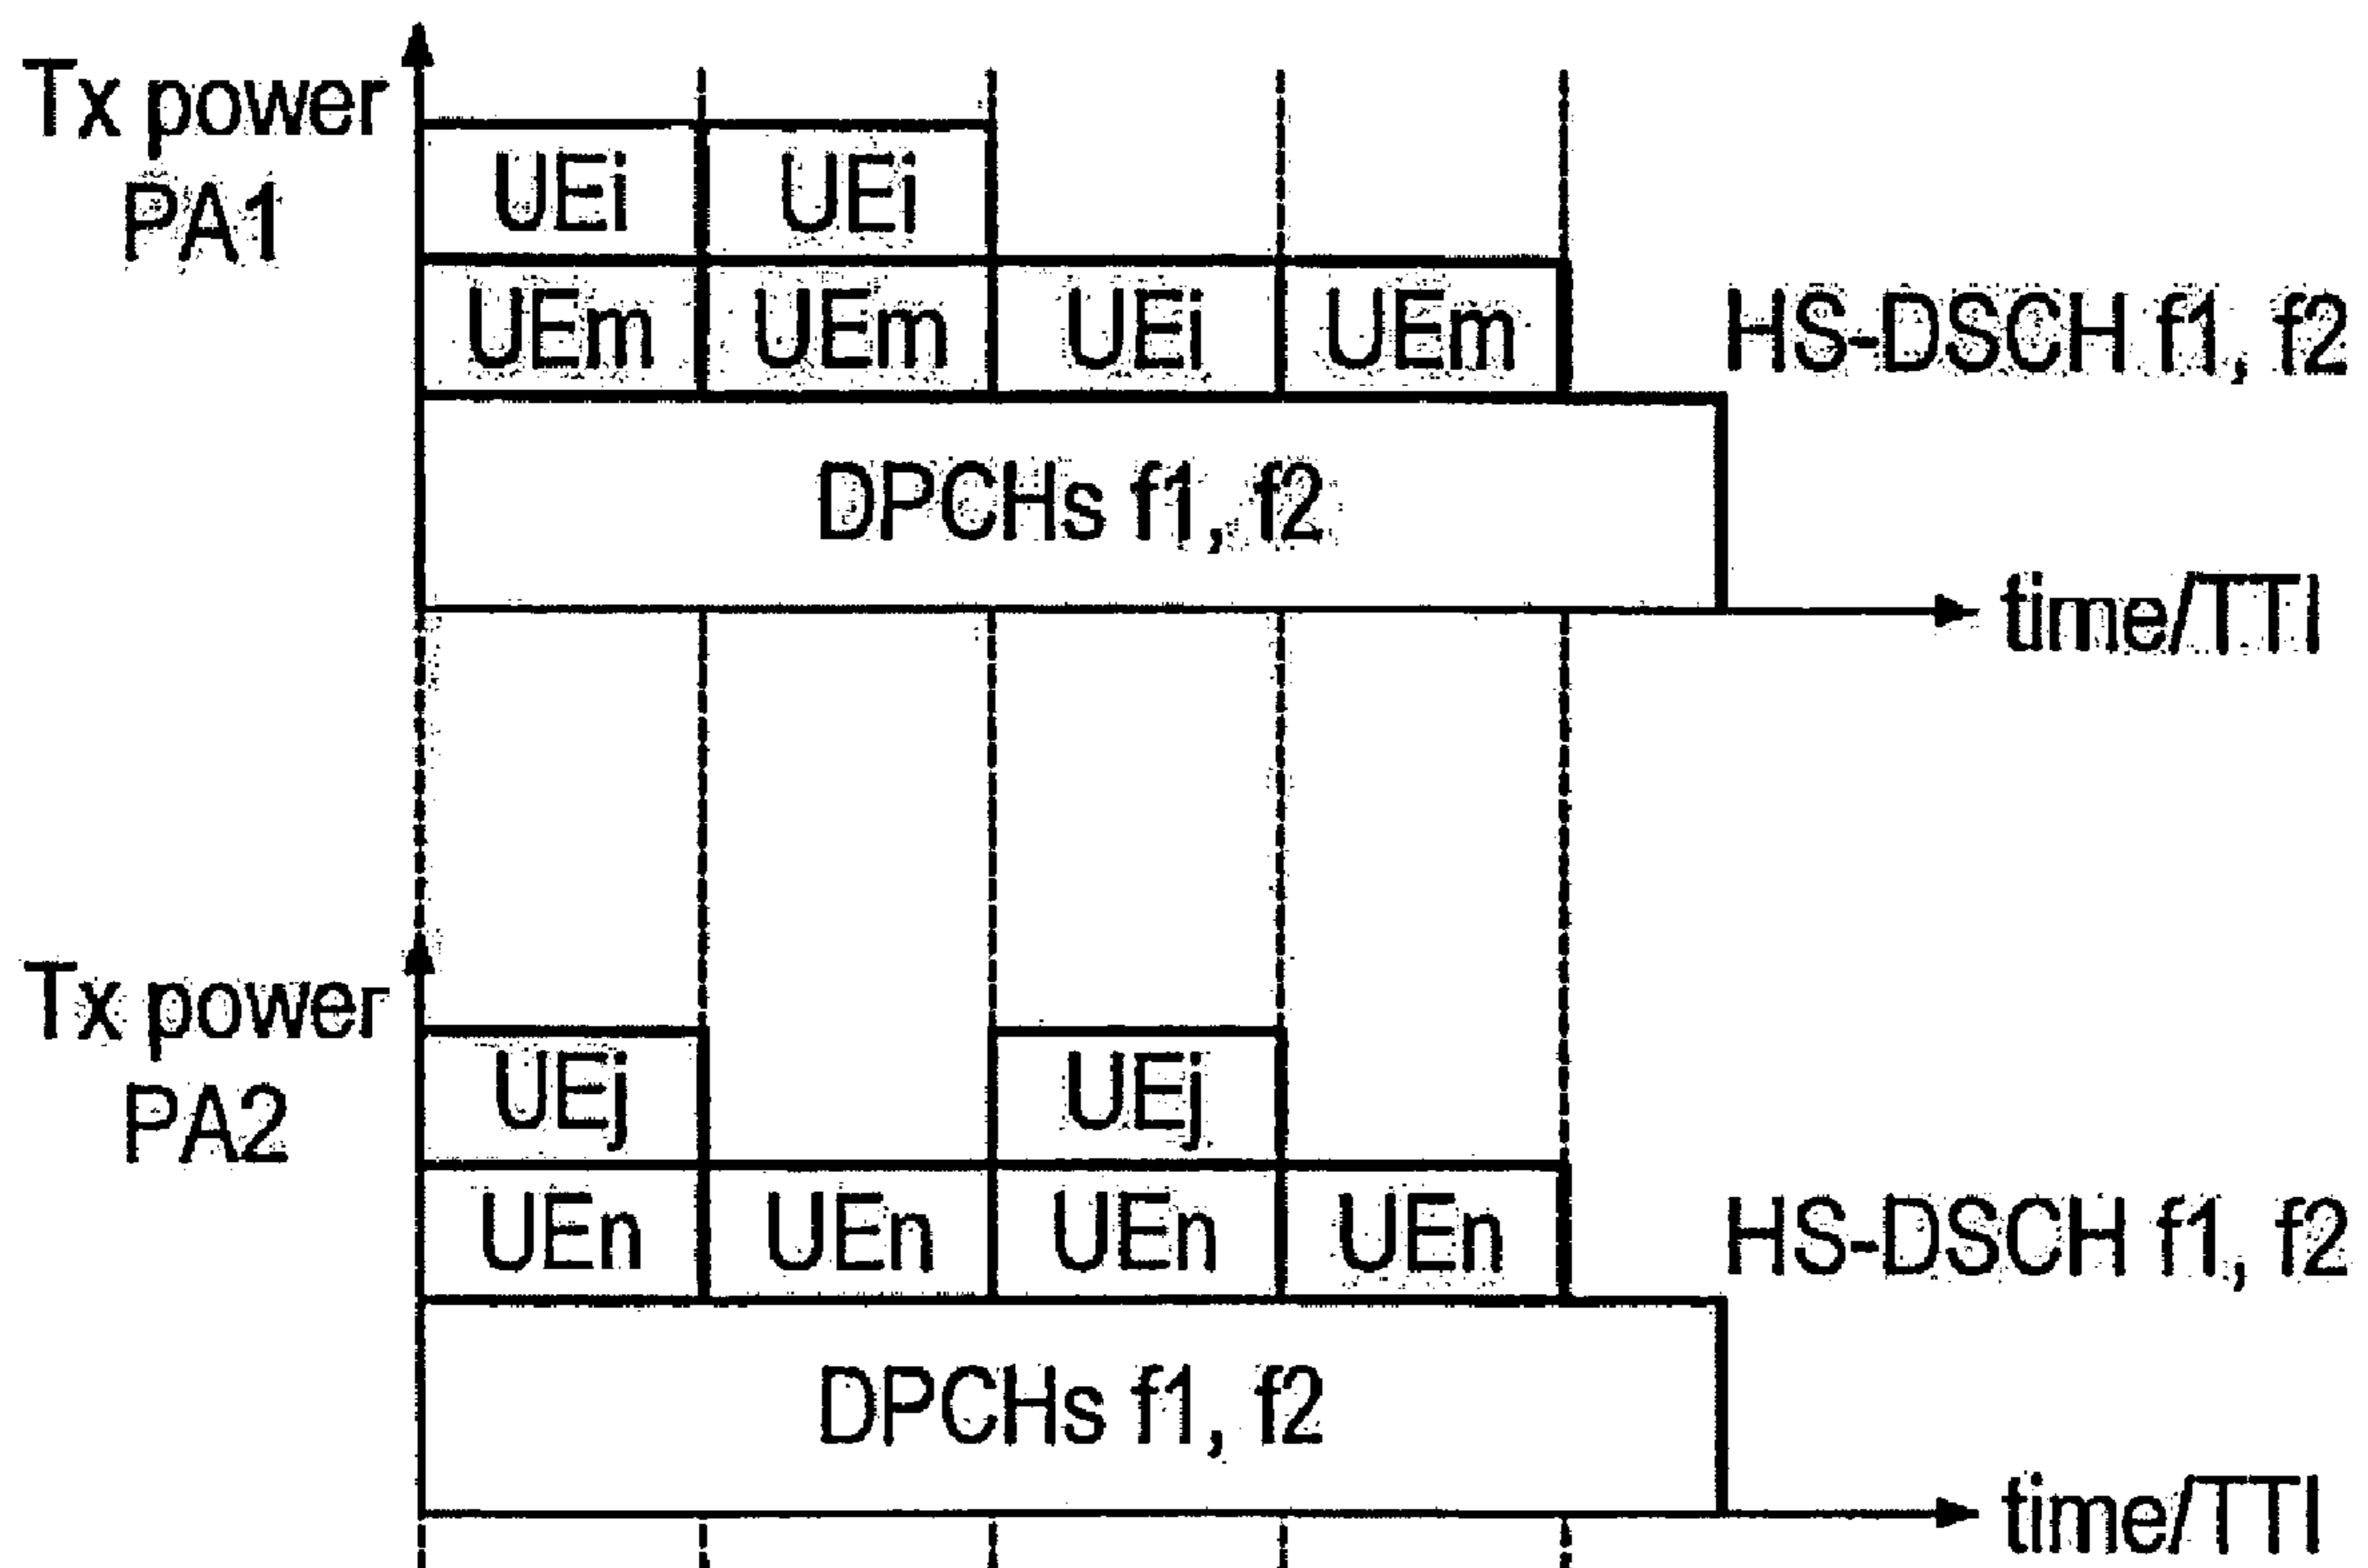 Tx power
PA1
UEi UEi
UEm UEm UEi UEm HS-DSCH f1, f2
DPCHs f1, f2
time/TTI
Tx power
PA2
UEj UEj
UEn UEn UEn UEn HS-DSCH f1, f2
DPCHs f1, f2
time/TTI